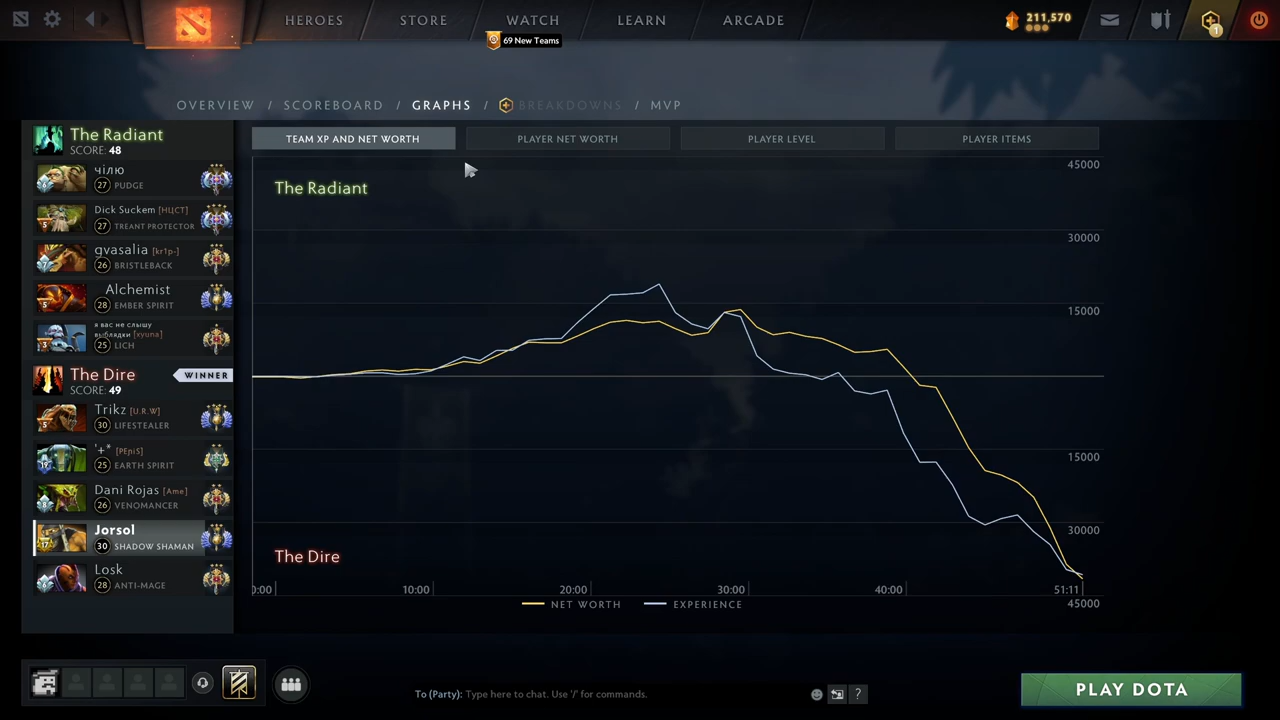 HEROES
STORE
WATCH
LEARN
ARCADE
211,570
1
69 New Teams
OVERVIEW / SCOREBOARD / GRAPHS / BREAKDOWNS / MVP
The Radiant
SCORE: 48
чілю
27 PUDGE
Dick Suckem [НЦСТ]
27 TREANT PROTECTOR
gvasalia [kr1p-]
26 BRISTLEBACK
Alchemist
28 EMBER SPIRIT
я вас не слышу
выблядки [xyuna]
25 LICH
The Dire
WINNER
SCORE: 49
Trikz [U.R.W]
30 LIFESTEALER
'+* [PEpiS]
25 EARTH SPIRIT
Dani Rojas [Ame]
26 VENOMANCER
Jorsol
30 SHADOW SHAMAN
Losk
28 ANTI-MAGE
TEAM XP AND NET WORTH
PLAYER NET WORTH
PLAYER LEVEL
PLAYER ITEMS
The Radiant
45000
30000
15000
15000
30000
The Dire
0:00
10:00
20:00
30:00
40:00
51:11
45000
NET WORTH
EXPERIENCE
To (Party): Type here to chat. Use '/' for commands.
?
PLAY DOTA